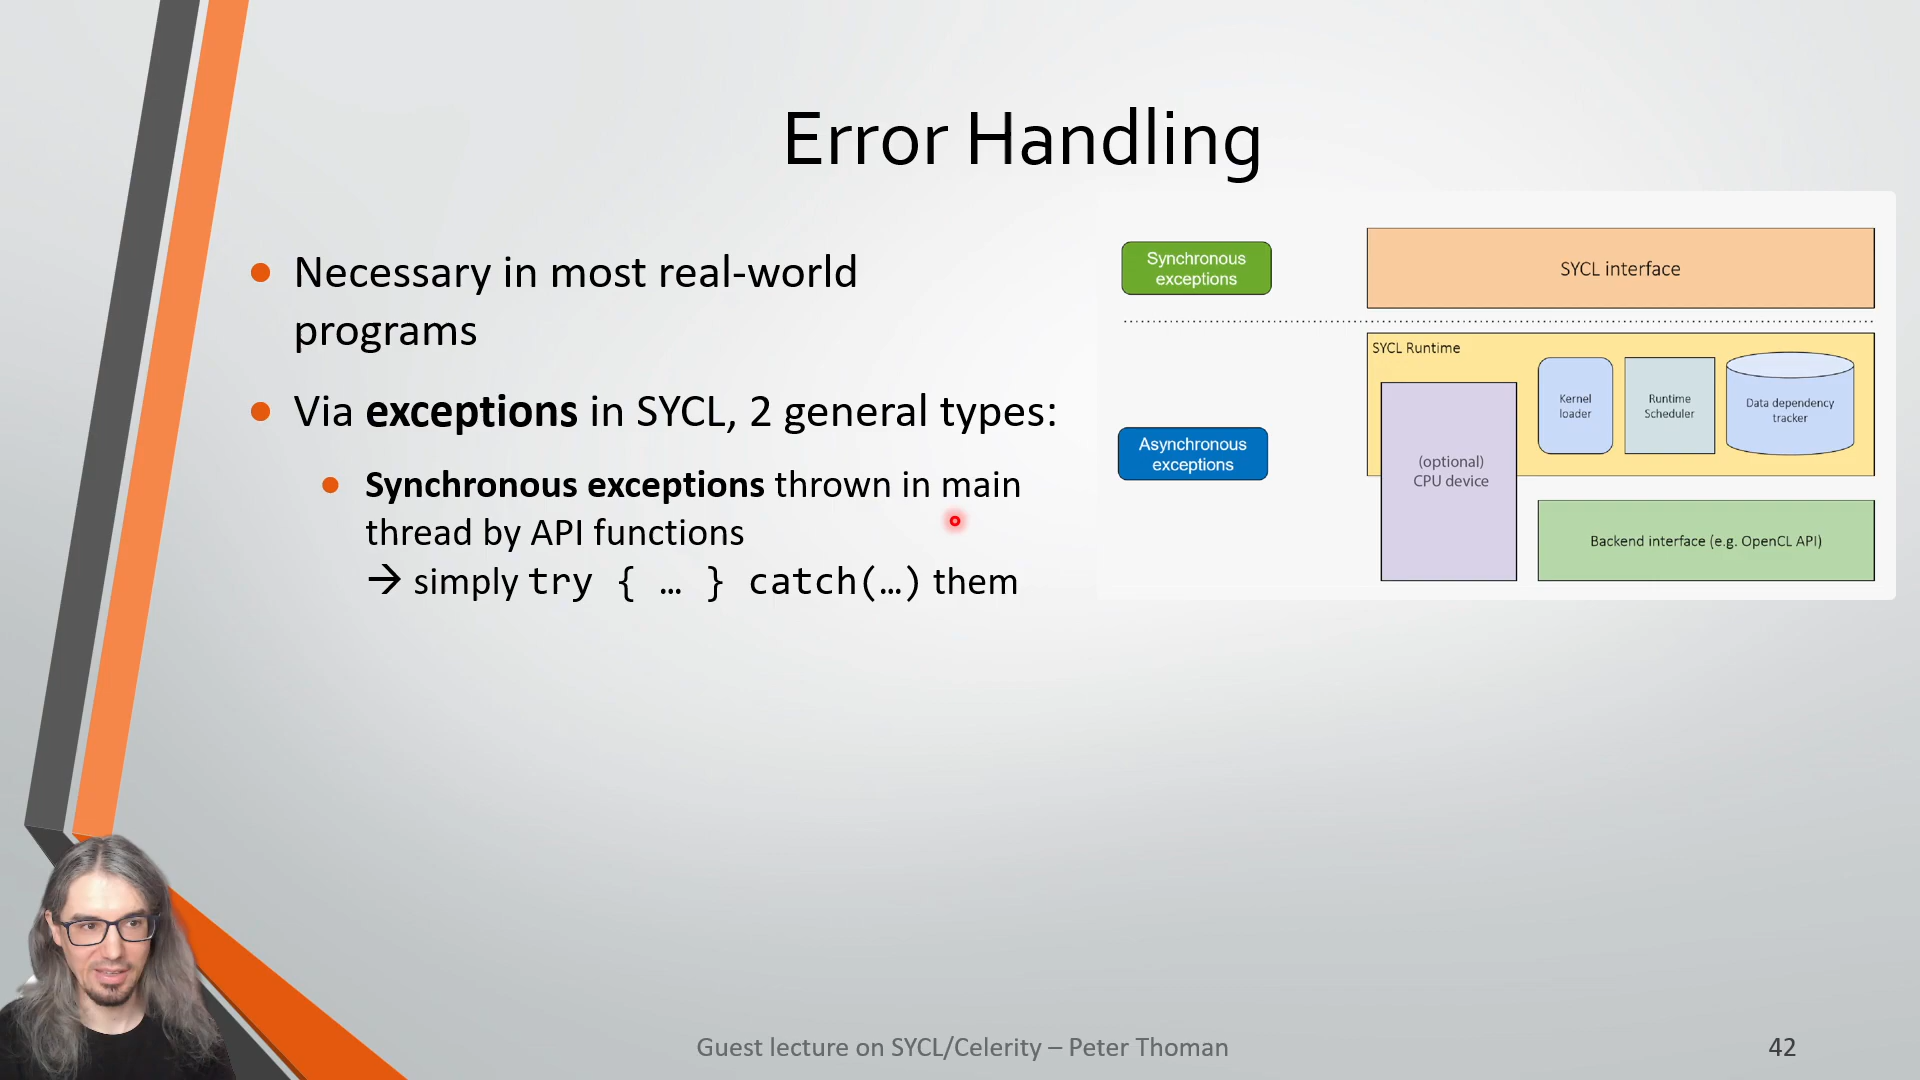 Error Handling
Necessary in most real-world
programs
Via exceptions in SYCL, 2 general types:
Synchronous exceptions thrown in main
thread by API functions
→ simply try { … } catch(…) them
Synchronous
exceptions
SYCL interface
SYCL Runtime
Kernel
loader
Runtime
Scheduler
Data dependency
tracker
Asynchronous
exceptions
(optional)
CPU device
Backend interface (e.g. OpenCL API)
Guest lecture on SYCL/Celerity – Peter Thoman
42